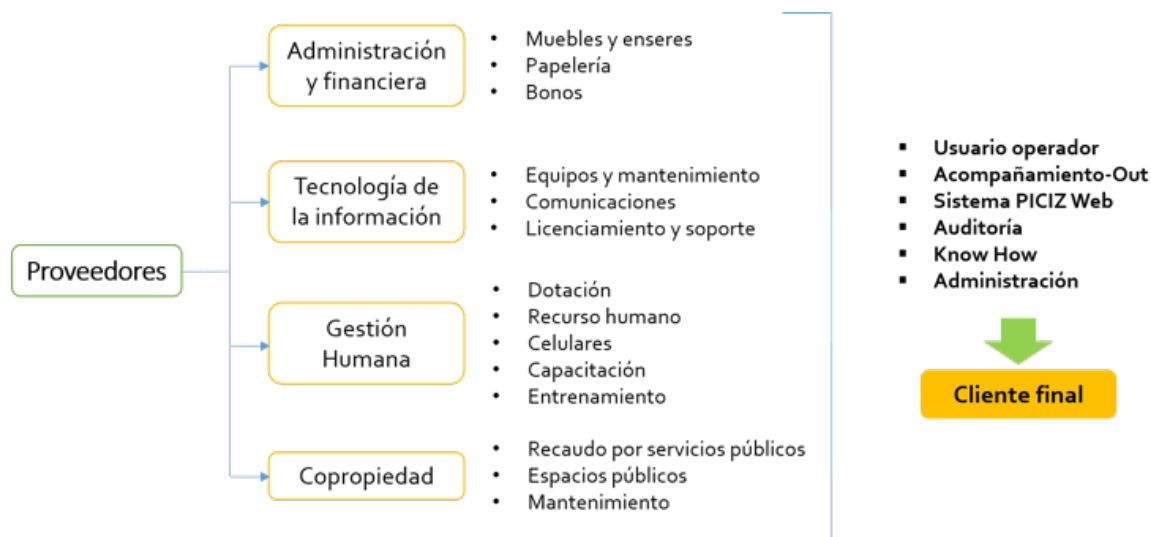 Proveedores
Administración
y financiera
• Muebles y enseres
• Papelería
• Bonos
Tecnología de
la información
• Equipos y mantenimiento
• Comunicaciones
• Licenciamiento y soporte
Gestión
Humana
• Dotación
• Recurso humano
• Celulares
• Capacitación
• Entrenamiento
Copropiedad
• Recaudo por servicios públicos
• Espacios públicos
• Mantenimiento
▪ Usuario operador
▪ Acompañamiento-Out
▪ Sistema PICIZ Web
▪ Auditoría
▪ Know How
▪ Administración
Cliente final